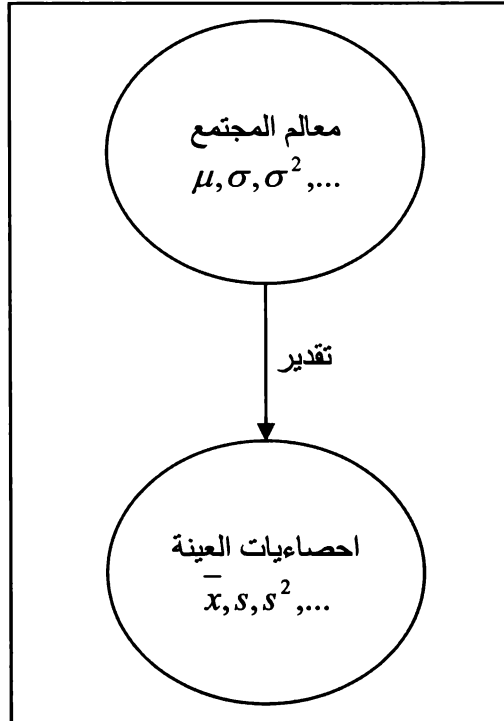 معالم المجتمع
μ, σ, σ², ...
تقدير
احصاءيات العينة
x̄, s, s², ...